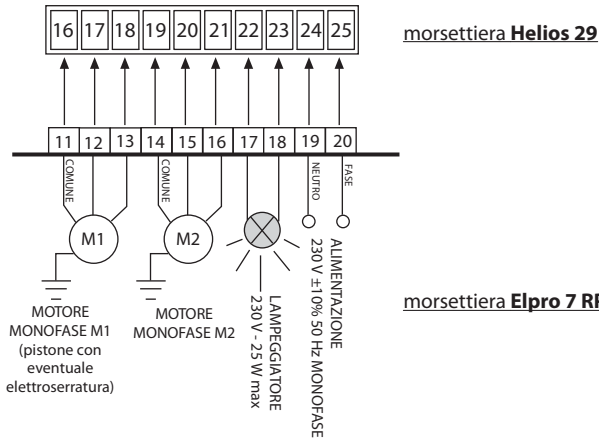 16 17 18 19 20 21 22 23 24 25
morsettiera Helios 29
11 12 13 14 15 16 17 18 19 20
COMUNE
COMUNE
NEUTRO
FASE
M1
M2
MOTORE
MONOFASE M1
(pistone con
eventuale
elettroserratura)
MOTORE
MONOFASE M2
LAMPEGGIATORE
230 V - 25 W max
ALIMENTAZIONE
230 V ±10% 50 Hz MONOFASE
morsettiera Elpro 7 RP